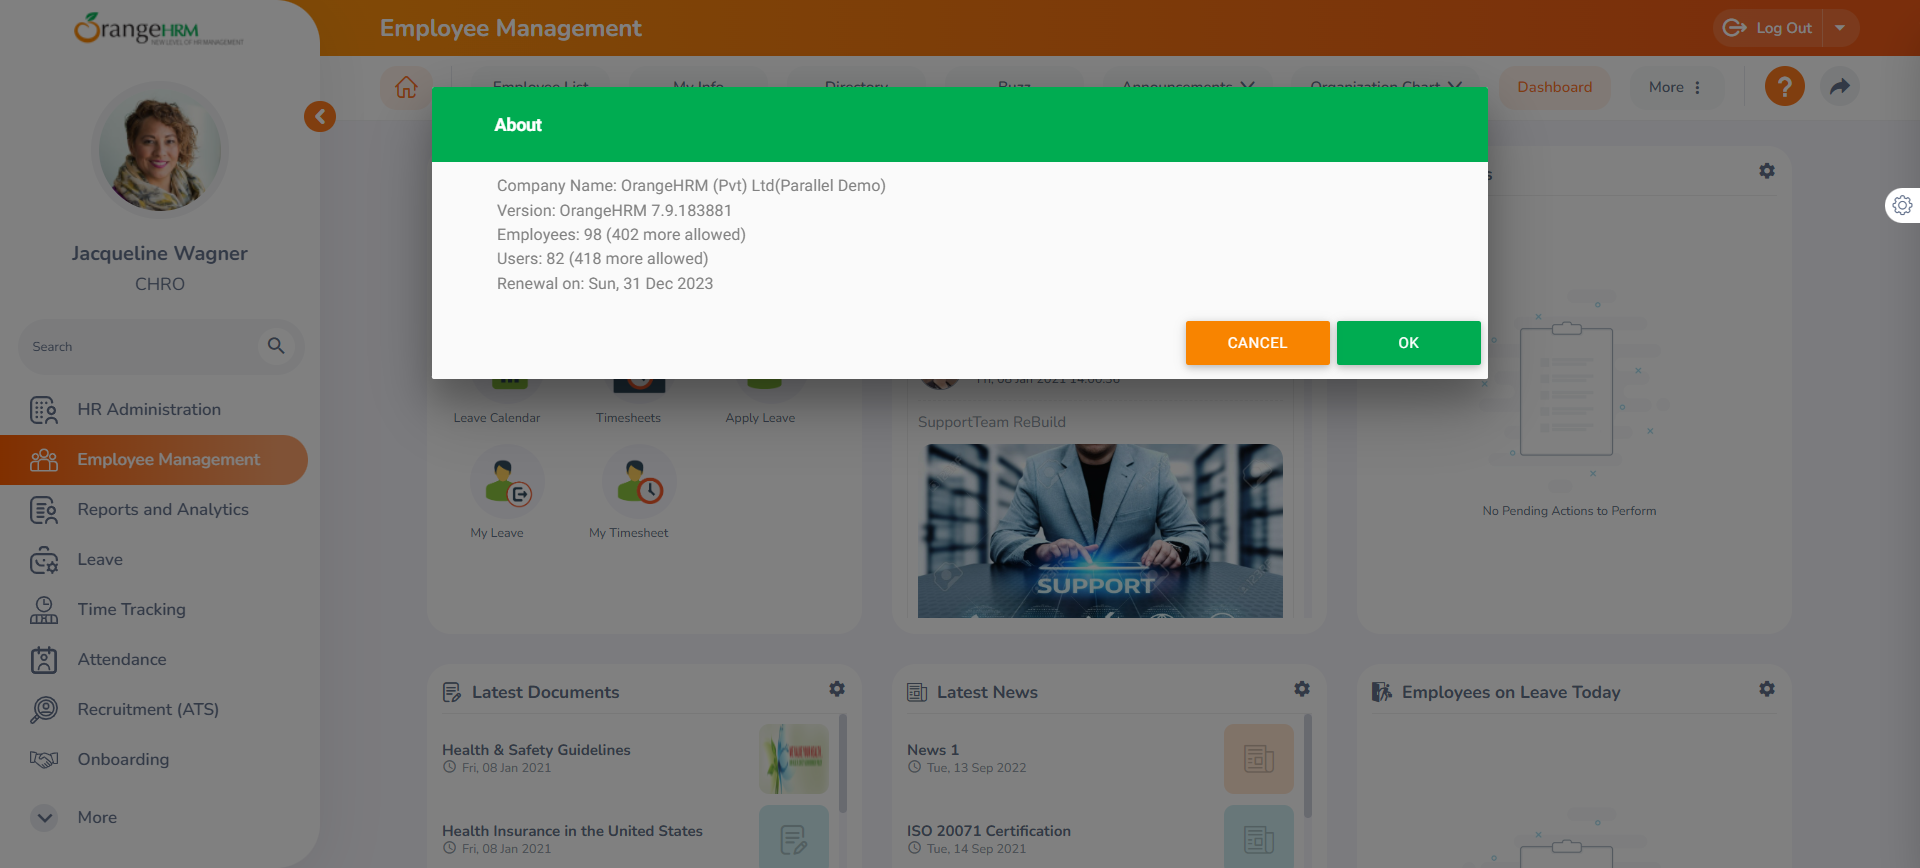 OrangeHRM
NEW LEVEL OF HR MANAGEMENT
Employee Management
Log Out
Employee List
My Info
Directory
Buzz
Announcements
Organization Chart
Dashboard
More
?
Jacqueline Wagner
CHRO
Search
HR Administration
Employee Management
Reports and Analytics
Leave
Time Tracking
Attendance
Recruitment (ATS)
Onboarding
More
About
Company Name: OrangeHRM (Pvt) Ltd(Parallel Demo)
Version: OrangeHRM 7.9.183881
Employees: 98 (402 more allowed)
Users: 82 (418 more allowed)
Renewal on: Sun, 31 Dec 2023
CANCEL
OK
Leave Calendar
Timesheets
Apply Leave
My Leave
My Timesheet
Fri, 08 Jan 2021 14:00:36
SupportTeam ReBuild
SUPPORT
No Pending Actions to Perform
Latest Documents
Health & Safety Guidelines
Fri, 08 Jan 2021
Health Insurance in the United States
Fri, 08 Jan 2021
Latest News
News 1
Tue, 13 Sep 2022
ISO 20071 Certification
Tue, 14 Sep 2021
Employees on Leave Today